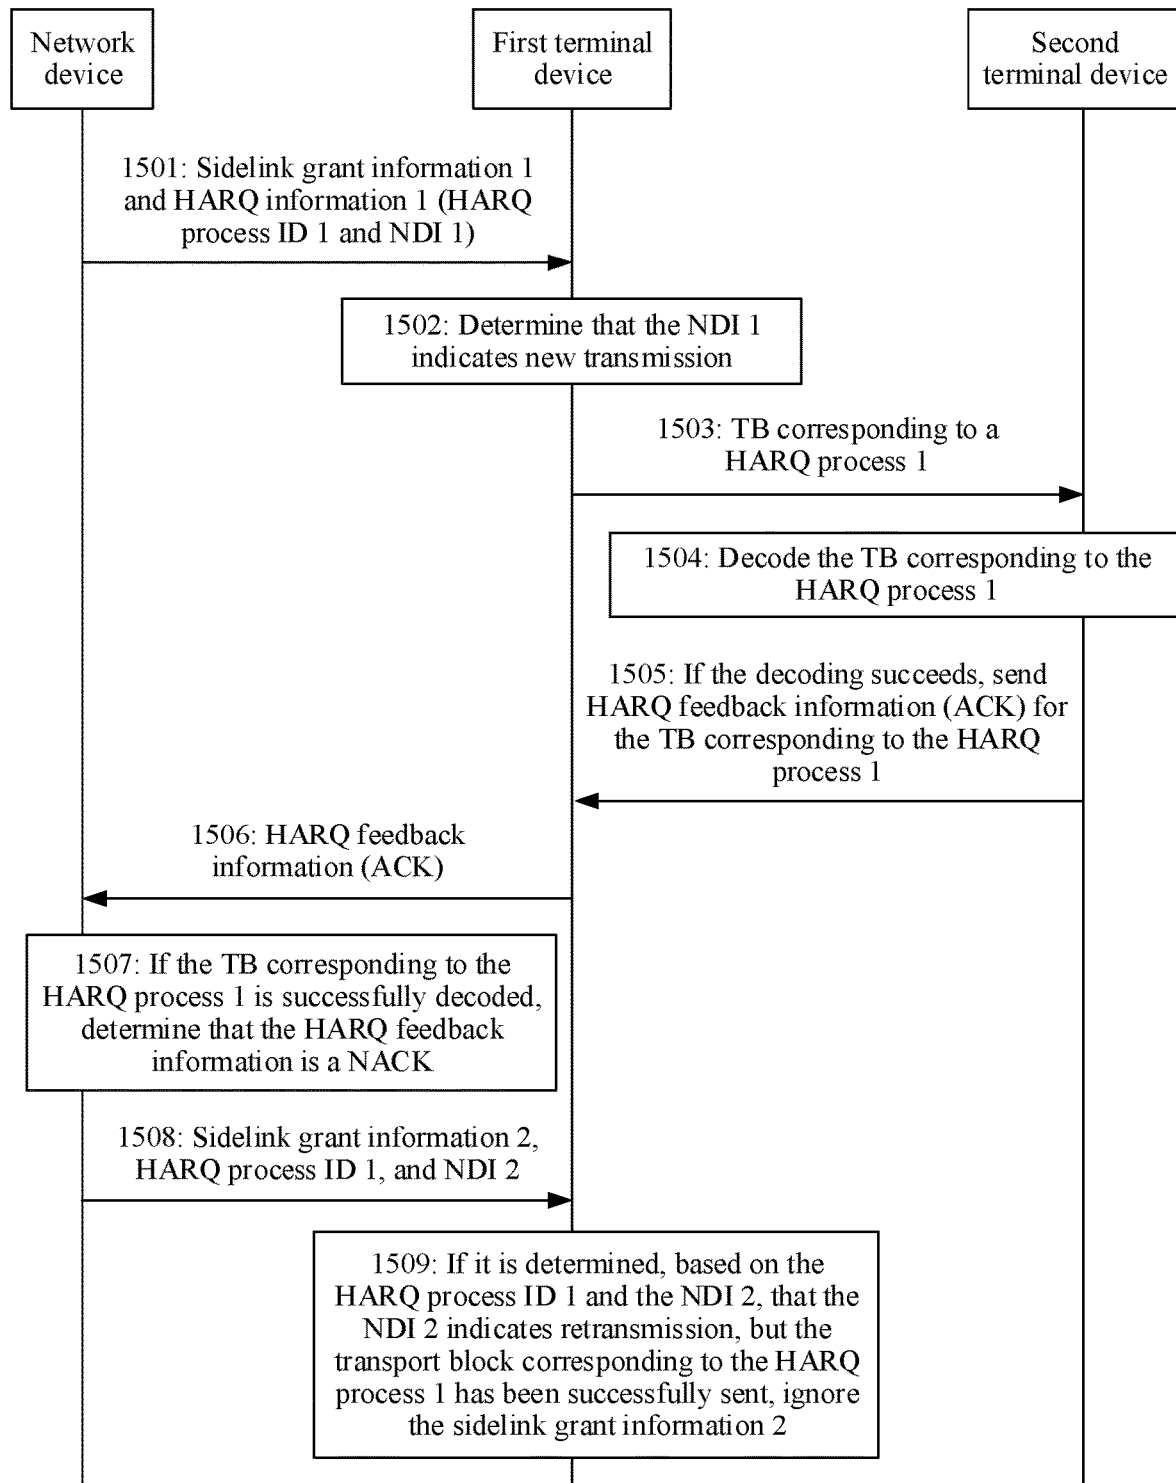 Network
device
First terminal
device
Second
terminal device
1501: Sidelink grant information 1
and HARQ information 1 (HARQ
process ID 1 and NDI 1)
1502: Determine that the NDI 1
indicates new transmission
1503: TB corresponding to a
HARQ process 1
1504: Decode the TB corresponding to the
HARQ process 1
1505: If the decoding succeeds, send
HARQ feedback information (ACK) for
the TB corresponding to the HARQ
process 1
1506: HARQ feedback
information (ACK)
1507: If the TB corresponding to the
HARQ process 1 is successfully decoded,
determine that the HARQ feedback
information is a NACK
1508: Sidelink grant information 2,
HARQ process ID 1, and NDI 2
1509: If it is determined, based on the
HARQ process ID 1 and the NDI 2, that the
NDI 2 indicates retransmission, but the
transport block corresponding to the HARQ
process 1 has been successfully sent, ignore
the sidelink grant information 2